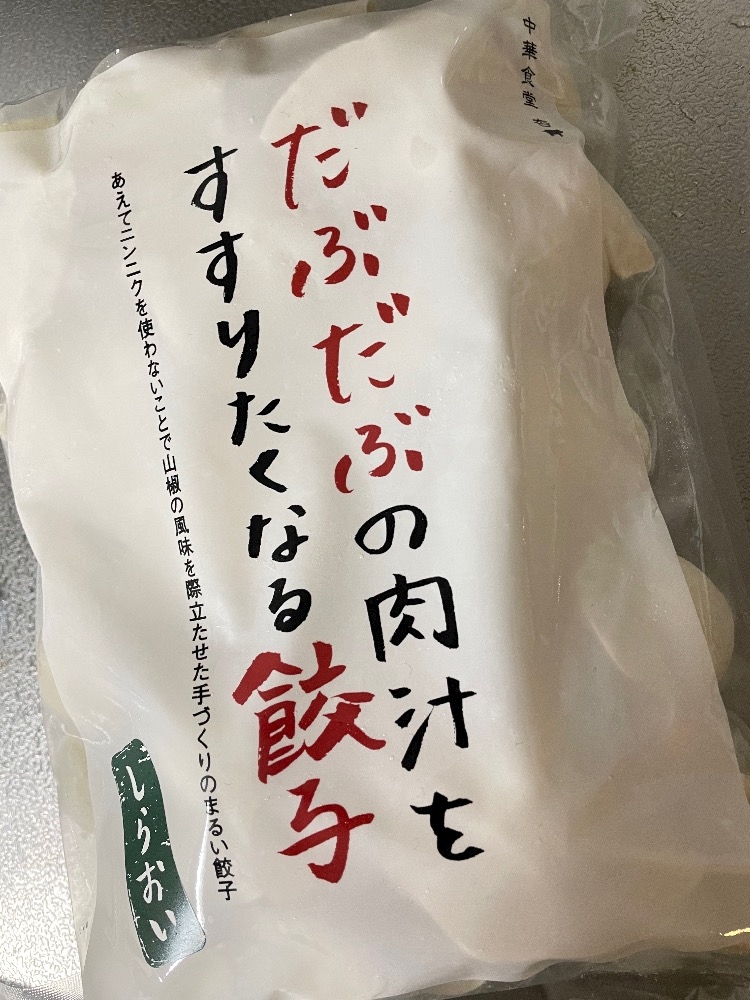 中華食堂
だぶだぶの肉汁を
すすりたくなる餃子
あえてニンニクを使わないことで山椒の風味を際立たせた手づくりのまるい餃子
しらおい